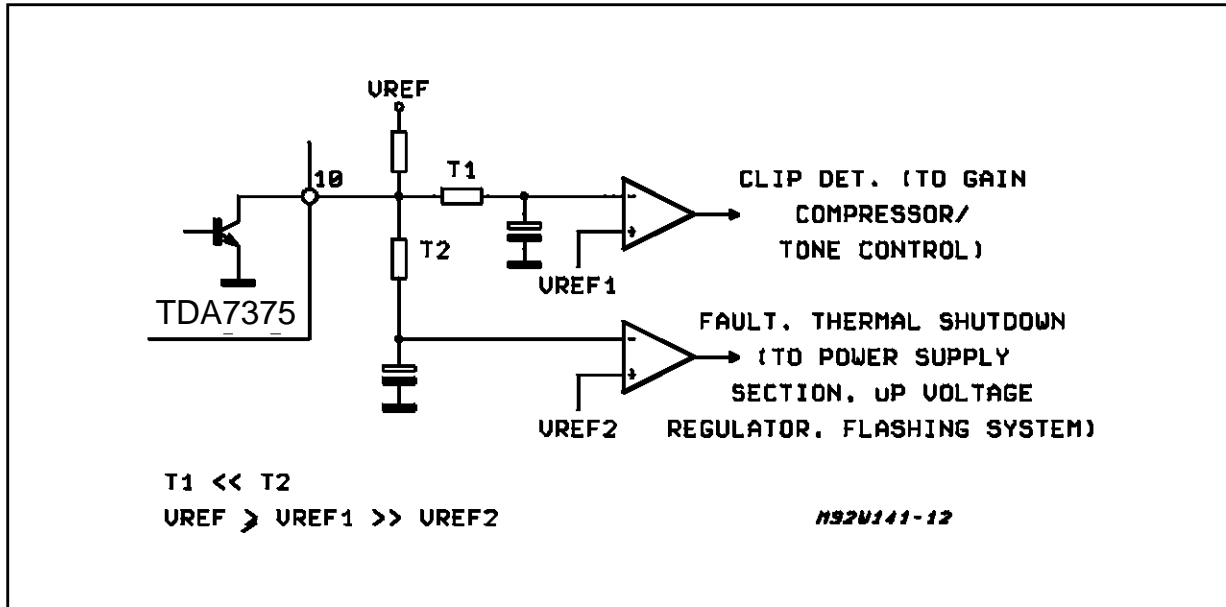 VREF
10
T1
-
+
VREF1
CLIP DET. (TO GAIN
COMPRESSOR/
TONE CONTROL)
T2
TDA7375
-
+
VREF2
FAULT. THERMAL SHUTDOWN
(TO POWER SUPPLY
SECTION. uP VOLTAGE
REGULATOR. FLASHING SYSTEM)
T1 << T2
VREF ⩾ VREF1 >> VREF2
M92W141-12